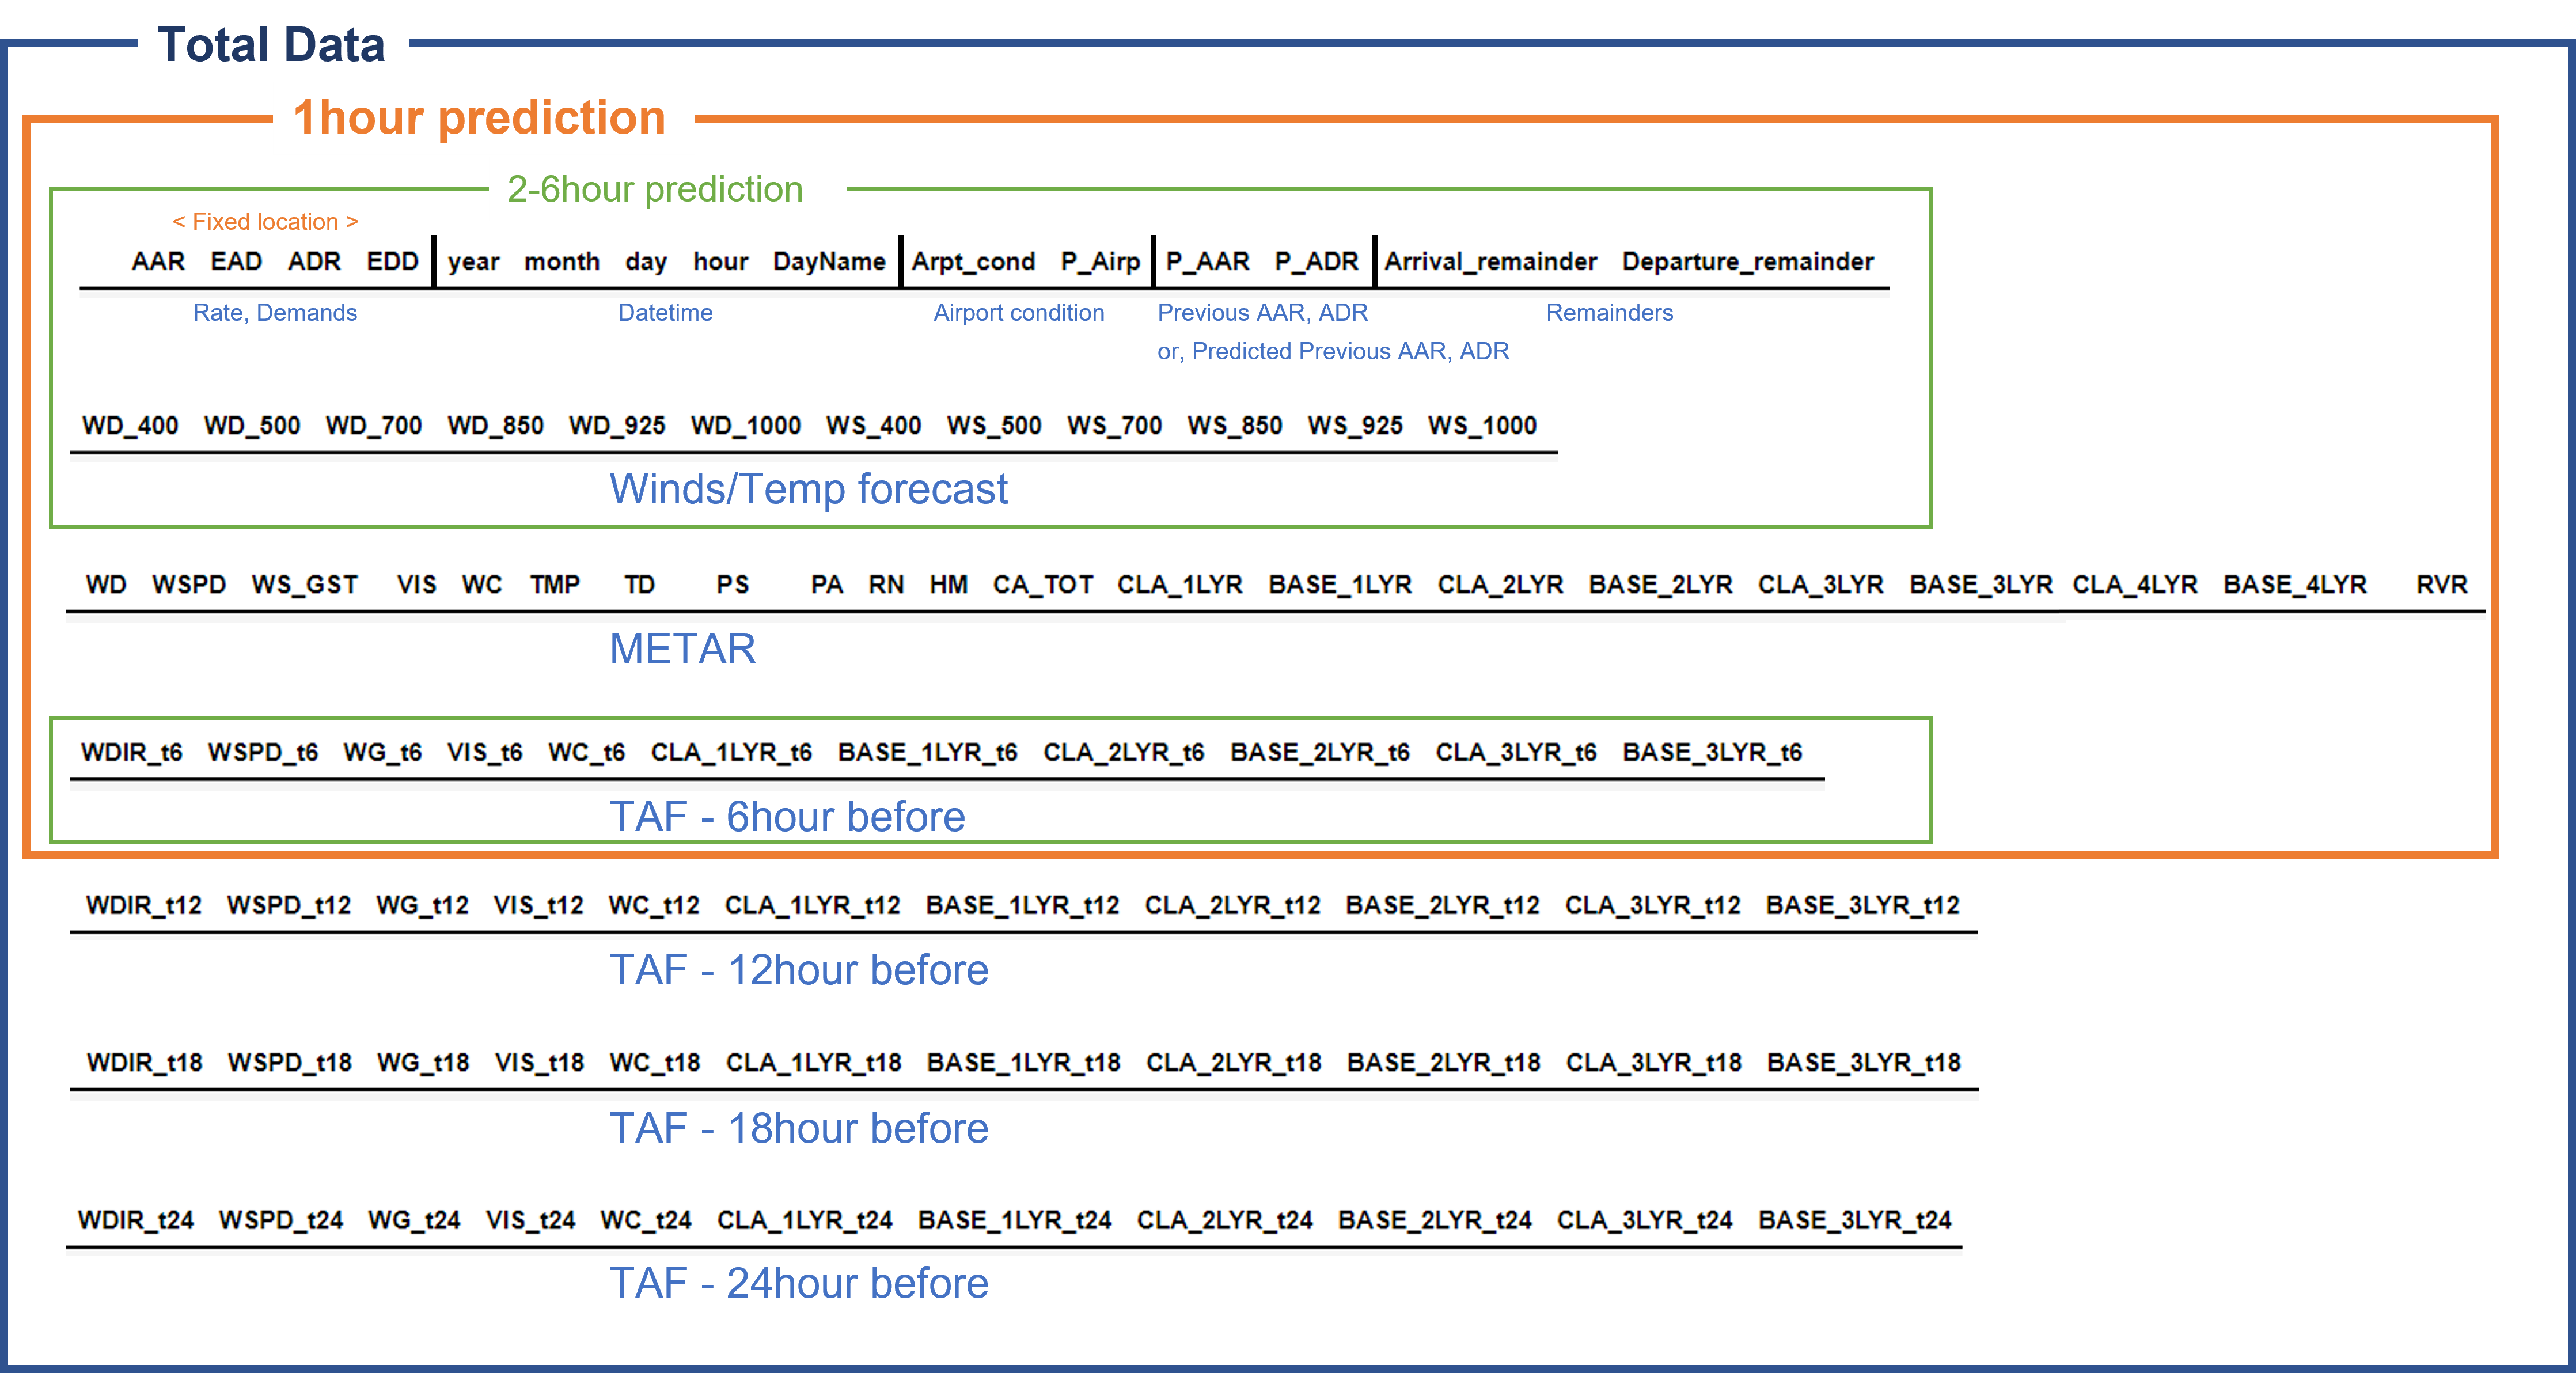 Total Data
1hour prediction
2-6hour prediction
< Fixed location >
AAR EAD ADR EDD year month day hour DayName Arpt_cond P_Airp P_AAR P_ADR Arrival_remainder Departure_remainder
Rate, Demands Datetime Airport condition Previous AAR, ADR Remainders
or, Predicted Previous AAR, ADR
WD_400 WD_500 WD_700 WD_850 WD_925 WD_1000 WS_400 WS_500 WS_700 WS_850 WS_925 WS_1000
Winds/Temp forecast
WD WSPD WS_GST VIS WC TMP TD PS PA RN HM CA_TOT CLA_1LYR BASE_1LYR CLA_2LYR BASE_2LYR CLA_3LYR BASE_3LYR CLA_4LYR BASE_4LYR RVR
METAR
WDIR_t6 WSPD_t6 WG_t6 VIS_t6 WC_t6 CLA_1LYR_t6 BASE_1LYR_t6 CLA_2LYR_t6 BASE_2LYR_t6 CLA_3LYR_t6 BASE_3LYR_t6
TAF - 6hour before
WDIR_t12 WSPD_t12 WG_t12 VIS_t12 WC_t12 CLA_1LYR_t12 BASE_1LYR_t12 CLA_2LYR_t12 BASE_2LYR_t12 CLA_3LYR_t12 BASE_3LYR_t12
TAF - 12hour before
WDIR_t18 WSPD_t18 WG_t18 VIS_t18 WC_t18 CLA_1LYR_t18 BASE_1LYR_t18 CLA_2LYR_t18 BASE_2LYR_t18 CLA_3LYR_t18 BASE_3LYR_t18
TAF - 18hour before
WDIR_t24 WSPD_t24 WG_t24 VIS_t24 WC_t24 CLA_1LYR_t24 BASE_1LYR_t24 CLA_2LYR_t24 BASE_2LYR_t24 CLA_3LYR_t24 BASE_3LYR_t24
TAF - 24hour before